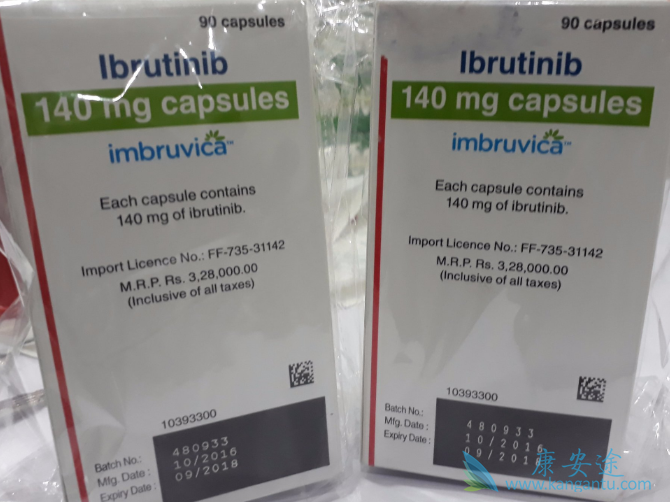 90 capsules
Ibrutinib
140 mg capsules
imbruvica™
Each capsule contains
140 mg of ibrutinib.
Import Licence No.: FF-735-31142
M.R.P. Rs. 3,28,000.00
(Inclusive of all taxes)
10393300
Batch No.: 480933
Mfg. Date : 10/2016
Expiry Date : 09/2018
90 capsules
Ibrutinib
140 mg capsules
imbruvica™
Each capsule contains
140 mg of ibrutinib.
Import Licence No.: FF-735-31142
M.R.P. Rs. 3,28,000.00
(Inclusive of all taxes)
10393300
Batch No.: 480933
Mfg. Date : 10/2016
Expiry Date : 09/2018
康安途
www.kangantu.com